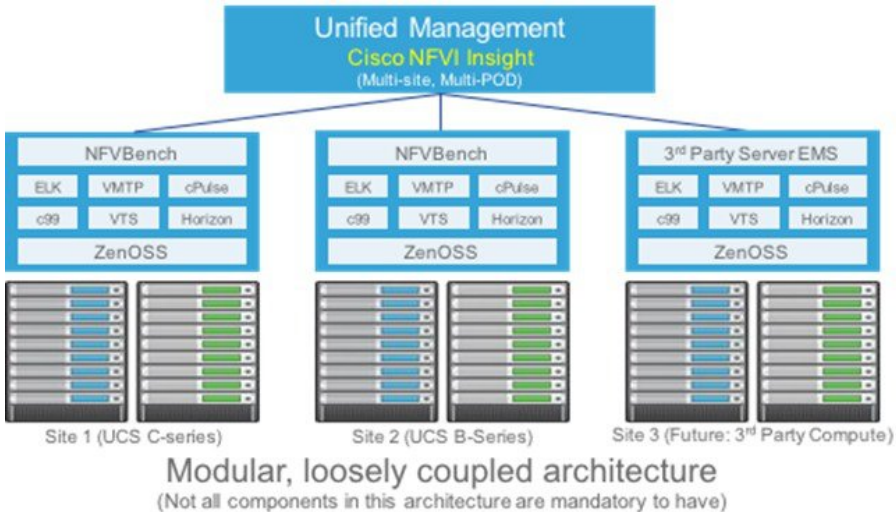 Unified Management
Cisco NFVI Insight
(Multi-site, Multi-POD)
NFVBench
ELK VMTP cPulse
c99 VTS Horizon
ZenOSS
Site 1 (UCS C-series)
NFVBench
ELK VMTP cPulse
c99 VTS Horizon
ZenOSS
Site 2 (UCS B-Series)
3rd Party Server EMS
ELK VMTP cPulse
c99 VTS Horizon
ZenOSS
Site 3 (Future: 3rd Party Compute)
Modular, loosely coupled architecture
(Not all components in this architecture are mandatory to have)